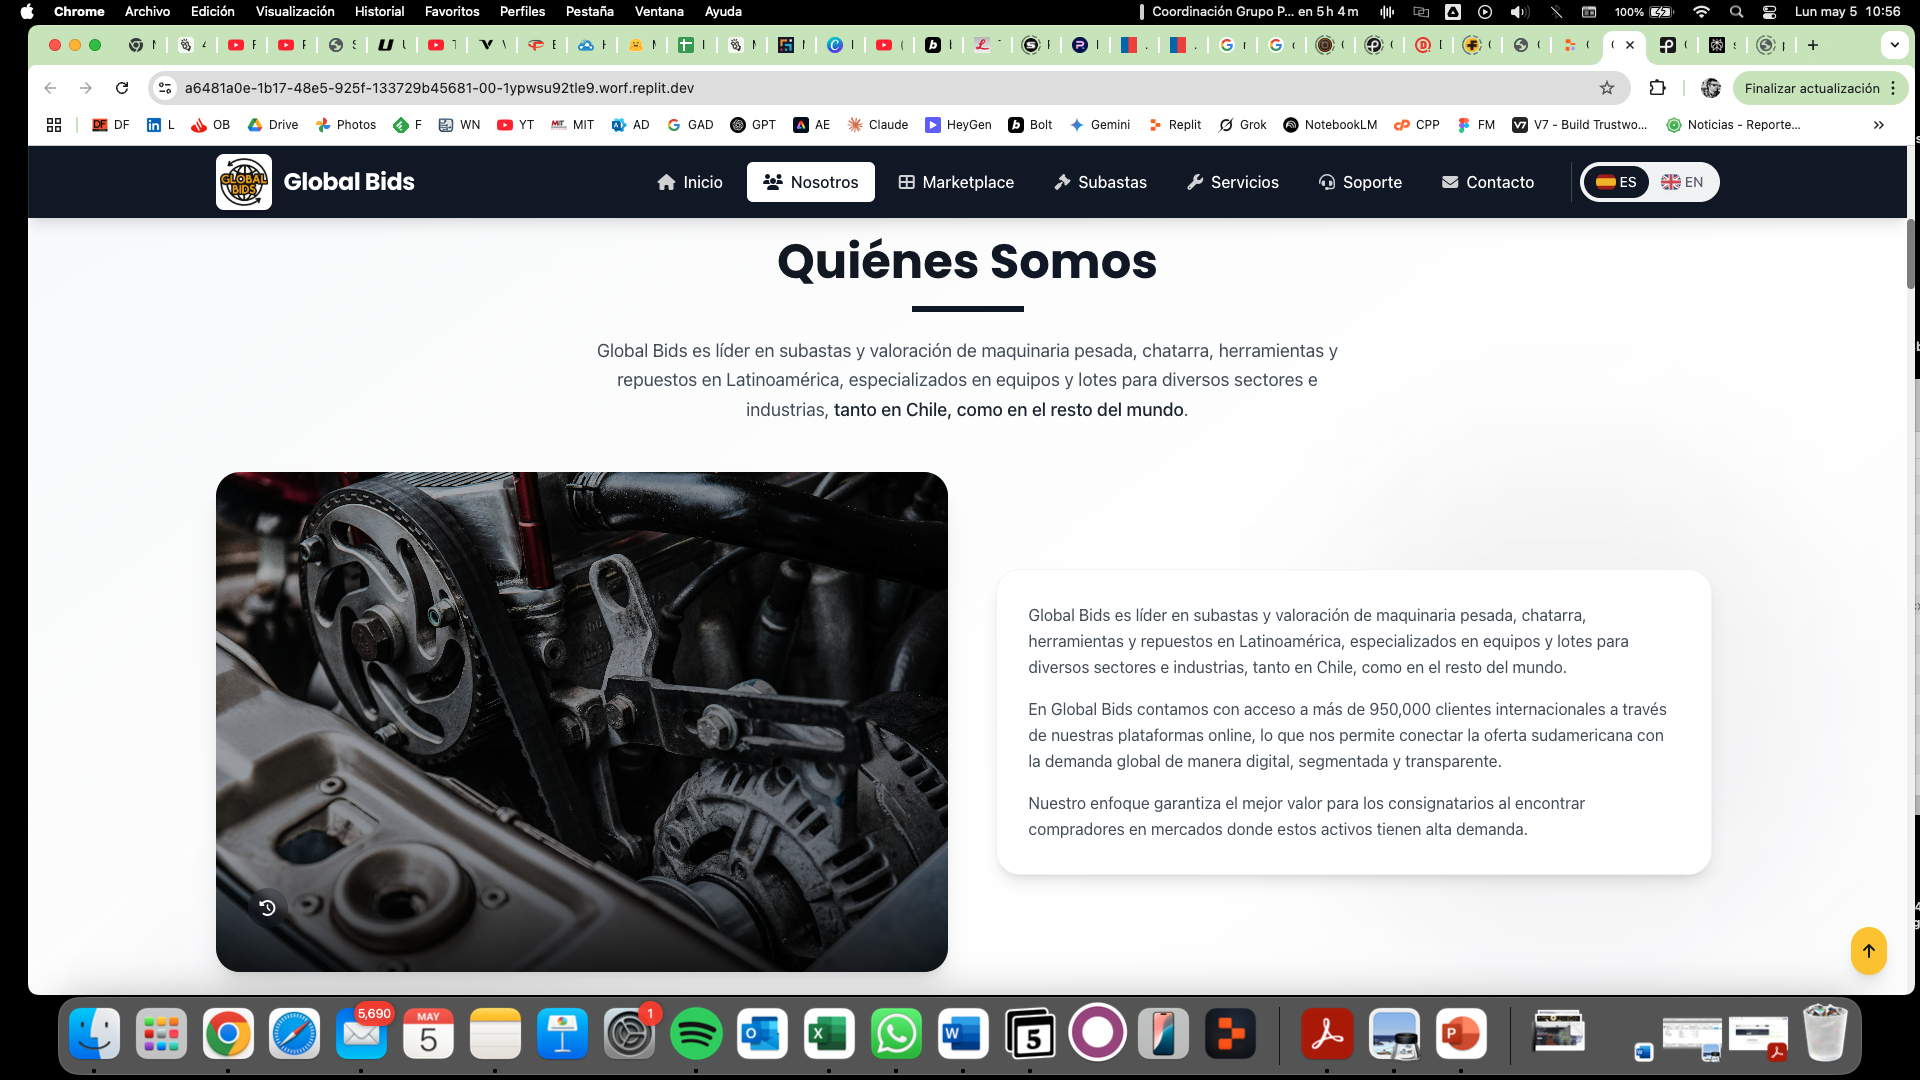 Chrome Archivo Edición Visualización Historial Favoritos Perfiles Pestaña Ventana Ayuda
Coordinación Grupo P... en 5 h 4 m 100% Lun may 5 10:56
a6481a0e-1b17-48e5-925f-133729b45681-00-1ypwsu92tle9.worf.replit.dev
Finalizar actualización
DF L OB Drive Photos F WN YT MIT AD GAD GPT AE Claude HeyGen Bolt Gemini Replit Grok NotebookLM CPP FM V7 - Build Trustwo... Noticias - Reporte...
GLOBAL BIDS
Global Bids
Inicio Nosotros Marketplace Subastas Servicios Soporte Contacto ES EN
Quiénes Somos
Global Bids es líder en subastas y valoración de maquinaria pesada, chatarra, herramientas y
repuestos en Latinoamérica, especializados en equipos y lotes para diversos sectores e
industrias, tanto en Chile, como en el resto del mundo.
Global Bids es líder en subastas y valoración de maquinaria pesada, chatarra,
herramientas y repuestos en Latinoamérica, especializados en equipos y lotes para
diversos sectores e industrias, tanto en Chile, como en el resto del mundo.
En Global Bids contamos con acceso a más de 950,000 clientes internacionales a través
de nuestras plataformas online, lo que nos permite conectar la oferta sudamericana con
la demanda global de manera digital, segmentada y transparente.
Nuestro enfoque garantiza el mejor valor para los consignatarios al encontrar
compradores en mercados donde estos activos tienen alta demanda.
5,690
MAY
5
1
5